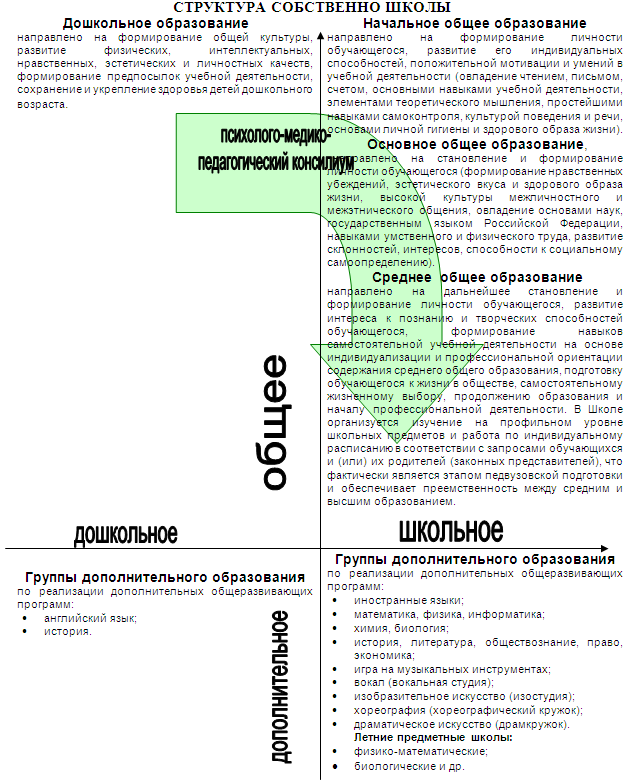 СТРУКТУРА СОБСТВЕННО ШКОЛЫ
Дошкольное образование
направлено на формирование общей культуры,
развитие физических, интеллектуальных,
нравственных, эстетических и личностных качеств,
формирование предпосылок учебной деятельности,
сохранение и укрепление здоровья детей дошкольного
возраста.
психолого-медико-
педагогический консилиум
Начальное общее образование
направлено на формирование личности
обучающегося, развитие его индивидуальных
способностей, положительной мотивации и умений в
учебной деятельности (овладение чтением, письмом,
счетом, основными навыками учебной деятельности,
элементами теоретического мышления, простейшими
навыками самоконтроля, культурой поведения и речи,
основами личной гигиены и здорового образа жизни).
Основное общее образование,
направлено на становление и формирование
личности обучающегося (формирование нравственных
убеждений, эстетического вкуса и здорового образа
жизни, высокой культуры межличностного и
межэтнического общения, овладение основами наук,
государственным языком Российской Федерации,
навыками умственного и физического труда, развитие
склонностей, интересов, способности к социальному
самоопределению).
Среднее общее образование
направлено на дальнейшее становление и
формирование личности обучающегося, развитие
интереса к познанию и творческих способностей
обучающегося, формирование навыков
самостоятельной учебной деятельности на основе
индивидуализации и профессиональной ориентации
содержания среднего общего образования, подготовку
обучающегося к жизни в обществе, самостоятельному
жизненному выбору, продолжению образования и
началу профессиональной деятельности. В Школе
организуется изучение на профильном уровне
школьных предметов и работа по индивидуальному
расписанию в соответствии с запросами обучающихся
и (или) их родителей (законных представителей), что
фактически является этапом педвузовской подготовки
и обеспечивает преемственность между средним и
высшим образованием.
общее
дошкольное
школьное
Группы дополнительного образования
по реализации дополнительных общеразвивающих
программ:
• английский язык;
• история.
дополнительное
Группы дополнительного образования
по реализации дополнительных общеразвивающих
программ:
• иностранные языки;
• математика, физика, информатика;
• химия, биология;
• история, литература, обществознание, право,
экономика;
• игра на музыкальных инструментах;
• вокал (вокальная студия);
• изобразительное искусство (изостудия);
• хореография (хореографический кружок);
• драматическое искусство (драмкружок).
Летние предметные школы:
• физико-математические;
• биологические и др.